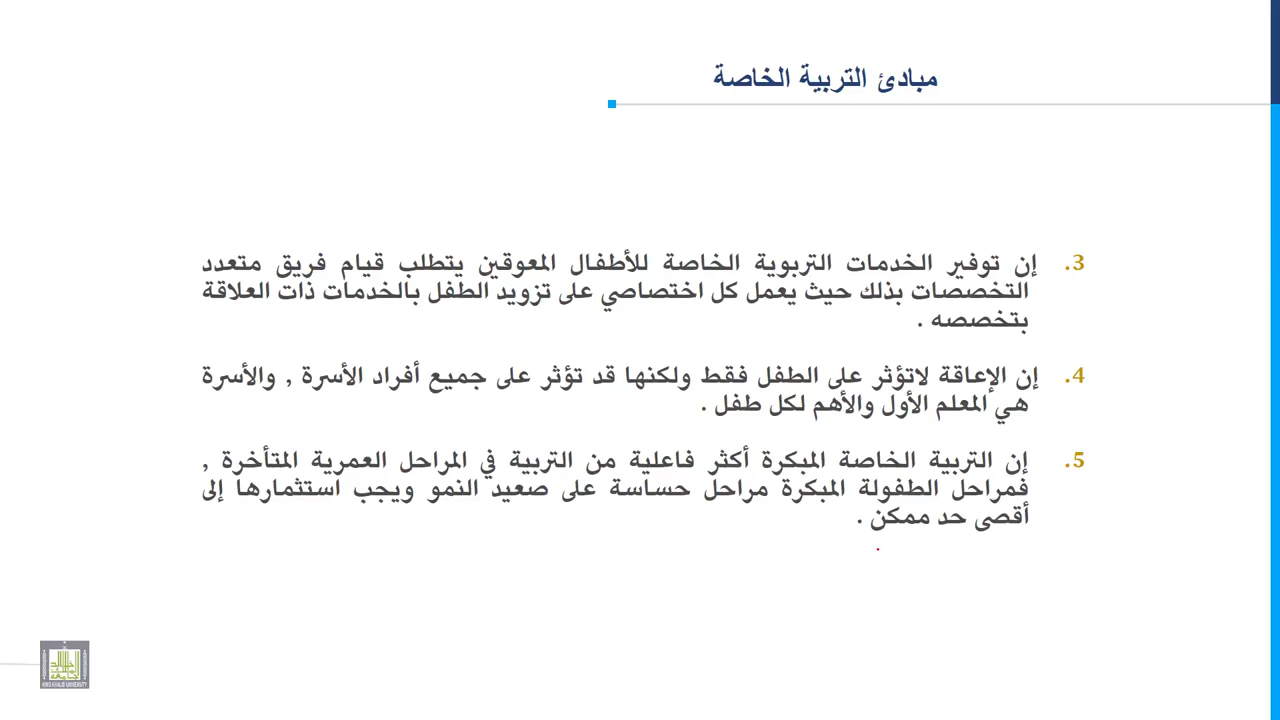 مبادئ التربية الخاصة
3. إن توفير الخدمات التربوية الخاصة للأطفال المعوقين يتطلب قيام فريق متعدد
التخصصات بذلك حيث يعمل كل اختصاصي على تزويد الطفل بالخدمات ذات العلاقة
بتخصصه .
4. إن الإعاقة لاتؤثر على الطفل فقط ولكنها قد تؤثر على جميع أفراد الأسرة , والأسرة
هي المعلم الأول والأهم لكل طفل .
5. إن التربية الخاصة المبكرة أكثر فاعلية من التربية في المراحل العمرية المتأخرة ,
فمراحل الطفولة المبكرة مراحل حساسة على صعيد النمو ويجب استثمارها إلى
أقصى حد ممكن .
KING KHALID UNIVERSITY